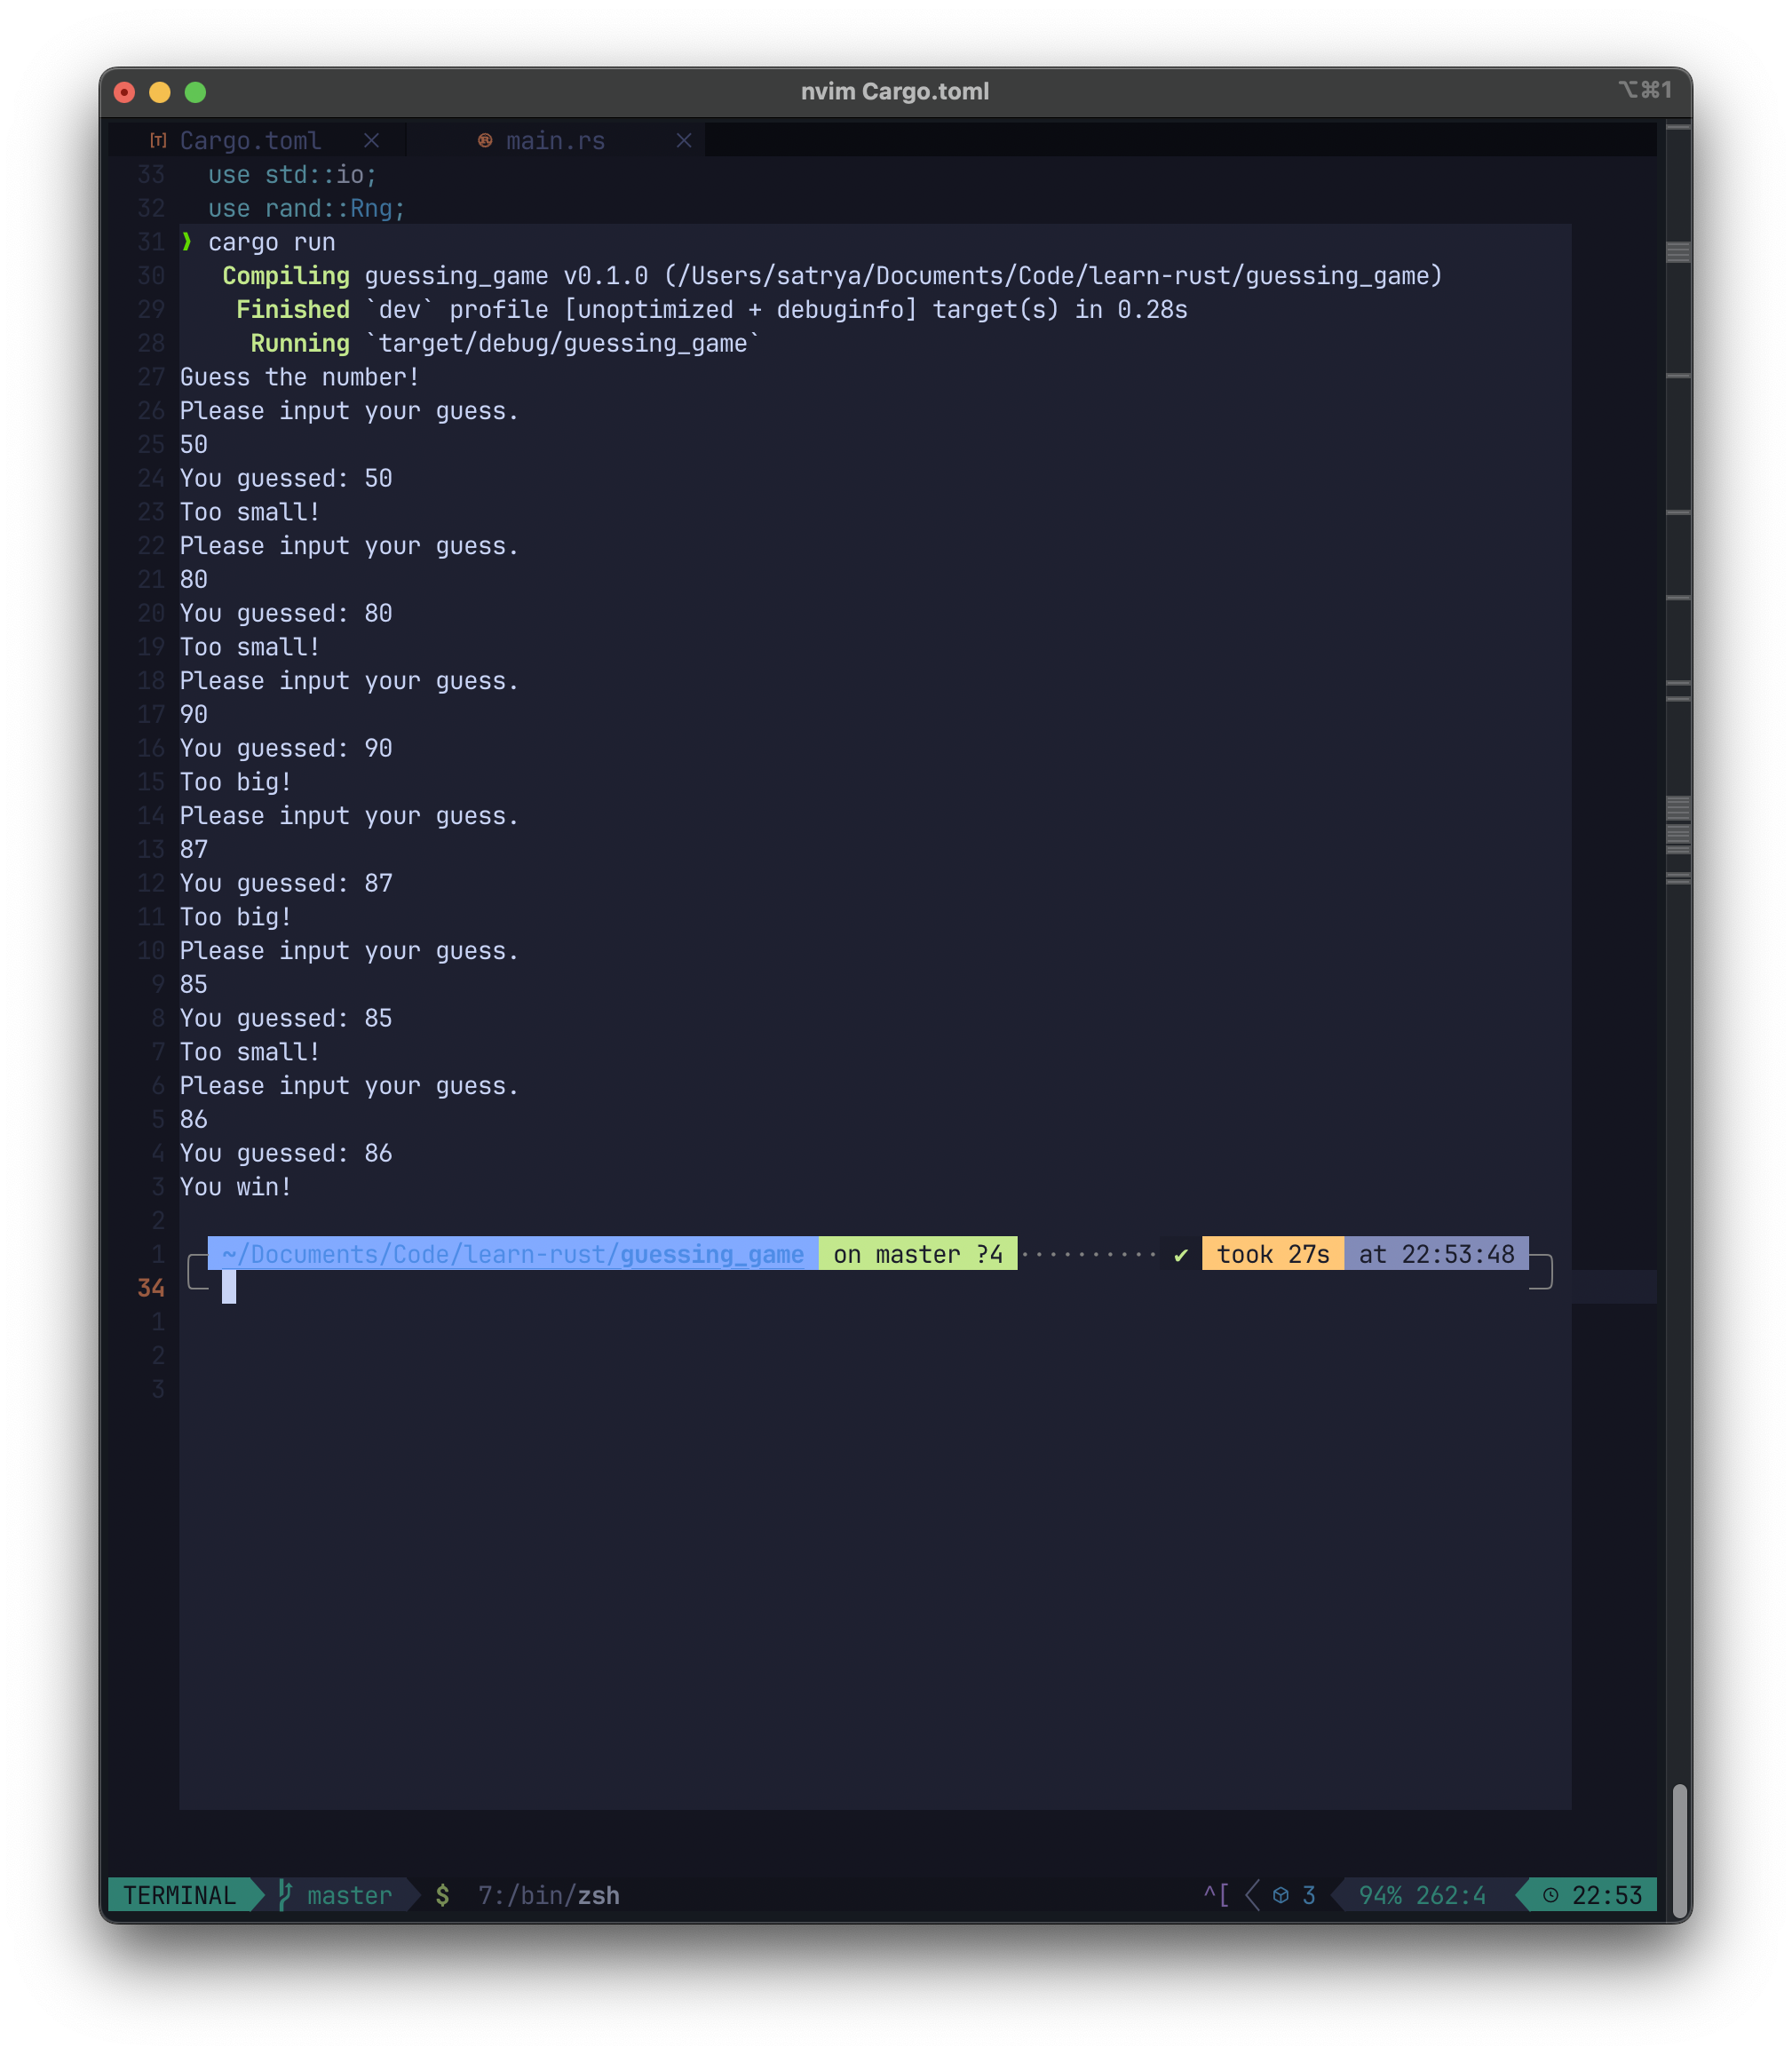 nvim Cargo.toml ⌥⌘1
[T] Cargo.toml × main.rs ×
33 use std::io;
32 use rand::Rng;
31 ❱ cargo run
30 Compiling guessing_game v0.1.0 (/Users/satrya/Documents/Code/learn-rust/guessing_game)
29 Finished `dev` profile [unoptimized + debuginfo] target(s) in 0.28s
28 Running `target/debug/guessing_game`
27 Guess the number!
26 Please input your guess.
25 50
24 You guessed: 50
23 Too small!
22 Please input your guess.
21 80
20 You guessed: 80
19 Too small!
18 Please input your guess.
17 90
16 You guessed: 90
15 Too big!
14 Please input your guess.
13 87
12 You guessed: 87
11 Too big!
10 Please input your guess.
9 85
8 You guessed: 85
7 Too small!
6 Please input your guess.
5 86
4 You guessed: 86
3 You win!
2
1 ~/Documents/Code/learn-rust/guessing_game on master ?4 ·········· ✔ took 27s at 22:53:48
34
1
2
3
TERMINAL master $ 7:/bin/zsh ^[ 3 94% 262:4 22:53